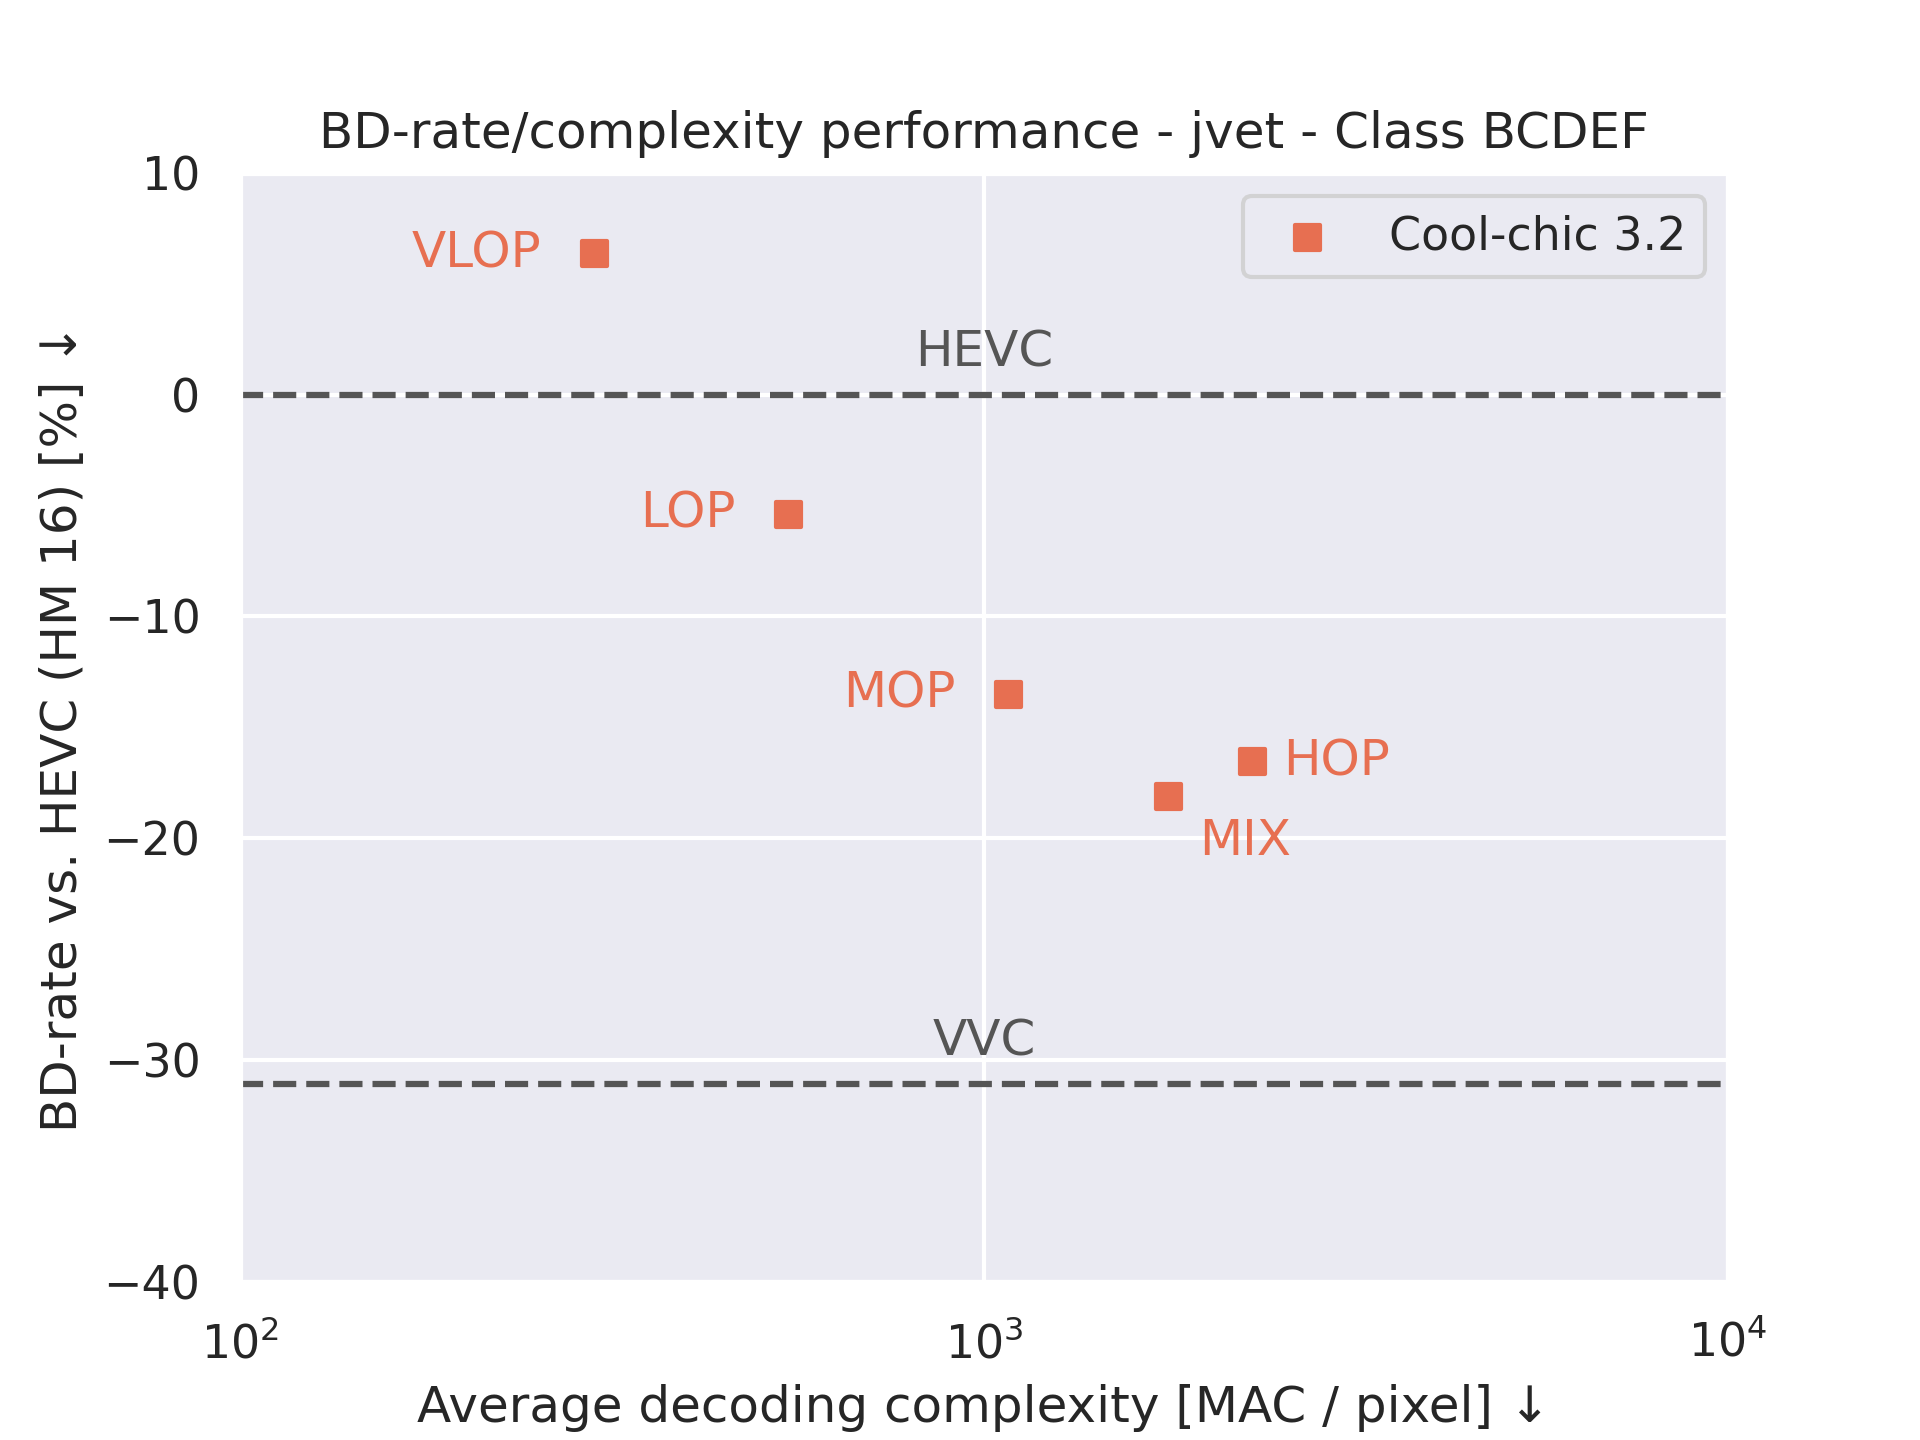 BD-rate/complexity performance - jvet - Class BCDEF
10
VLOP
Cool-chic 3.2
HEVC
0
LOP
−10
MOP
HOP
MIX
−20
VVC
−30
−40
BD-rate vs. HEVC (HM 16) [%] ↓
10² 10³ 10⁴
Average decoding complexity [MAC / pixel] ↓